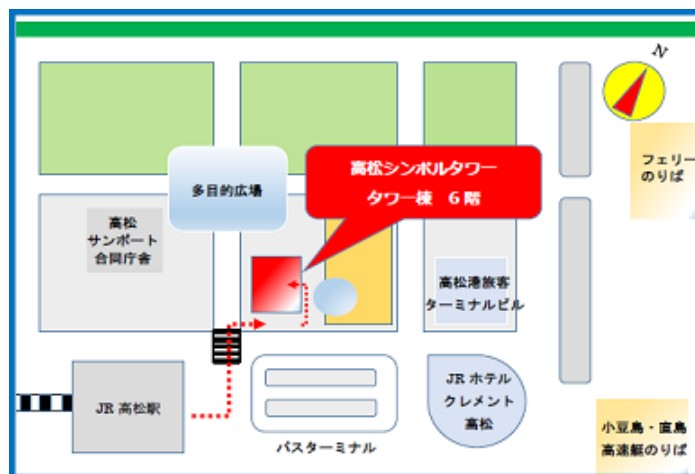 N
フェリー
のりば
高松シンボルタワー
タワー棟 6階
多目的広場
高松
サンポート
合同庁舎
高松港旅客
ターミナルビル
JR 高松駅
JR ホテル
クレメント
高松
バスターミナル
小豆島・直島
高速艇のりば